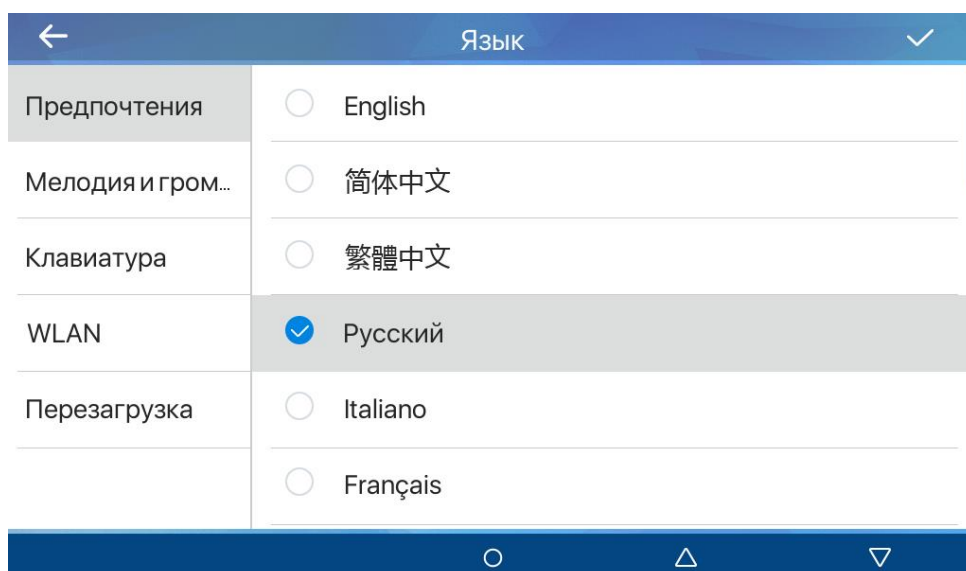 Язык
Предпочтения
Мелодия и гром...
Клавиатура
WLAN
Перезагрузка
English
简体中文
繁體中文
Русский
Italiano
Français